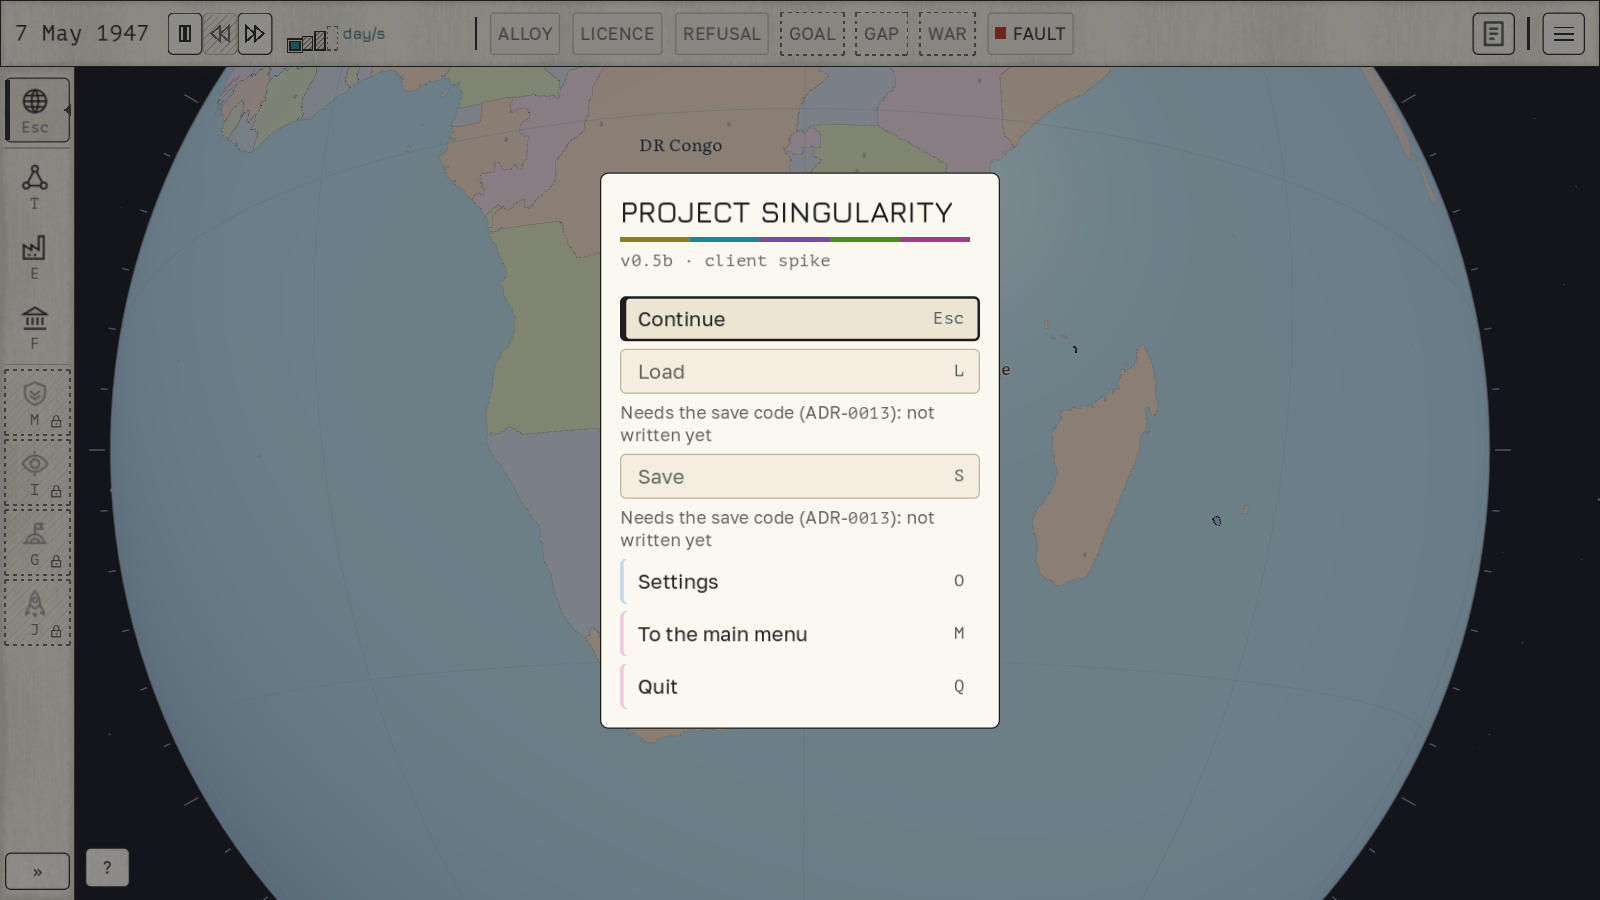 7 May 1947
day/s
ALLOY
LICENCE
REFUSAL
GOAL
GAP
WAR
FAULT
Esc
T
E
F
M
I
G
J
»
?
DR Congo
e
PROJECT SINGULARITY
v0.5b · client spike
Continue Esc
Load L
Needs the save code (ADR-0013): not
written yet
Save S
Needs the save code (ADR-0013): not
written yet
Settings O
To the main menu M
Quit Q